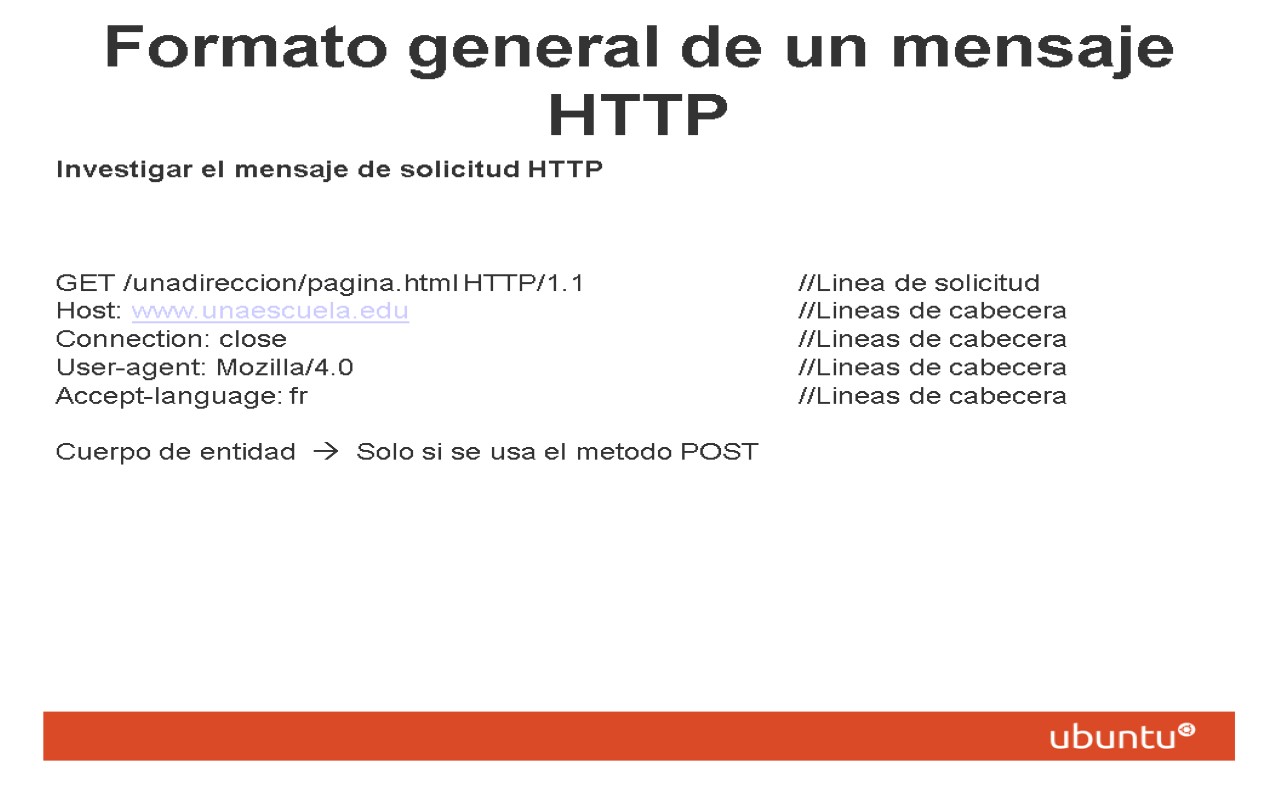 Formato general de un mensaje
HTTP
Investigar el mensaje de solicitud HTTP
GET /unadireccion/pagina.html HTTP/1.1 //Linea de solicitud
Host: www.unaescuela.edu //Lineas de cabecera
Connection: close //Lineas de cabecera
User-agent: Mozilla/4.0 //Lineas de cabecera
Accept-language: fr //Lineas de cabecera
Cuerpo de entidad → Solo si se usa el metodo POST
ubuntu